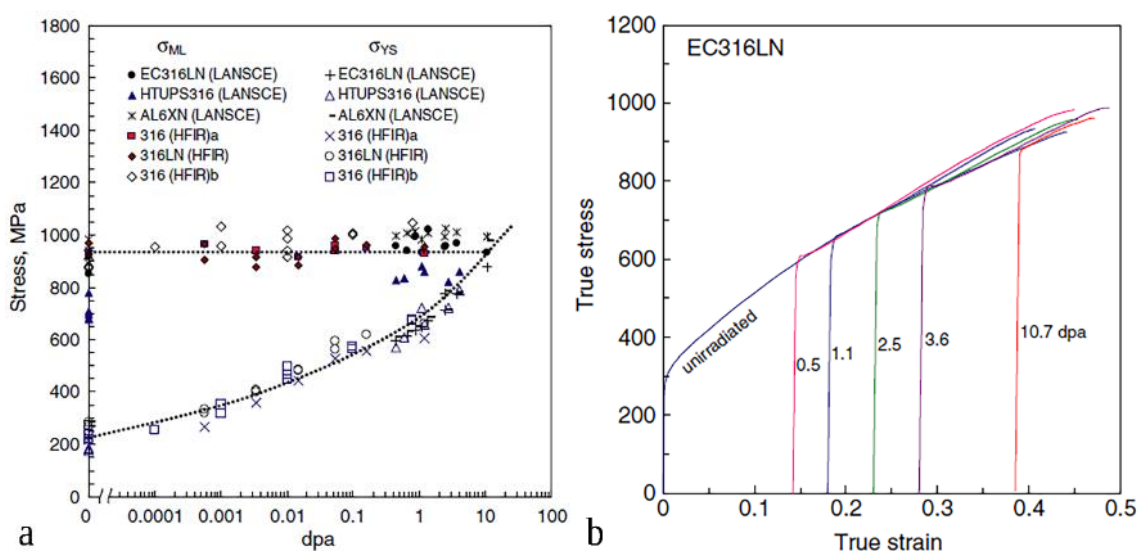 1800
1600
1400
1200
1000
800
600
400
200
0
Stress, MPa
σML σYS
EC316LN (LANSCE) EC316LN (LANSCE)
HTUPS316 (LANSCE) HTUPS316 (LANSCE)
AL6XN (LANSCE) AL6XN (LANSCE)
316 (HFIR)a 316 (HFIR)a
316LN (HFIR) 316LN (HFIR)
316 (HFIR)b 316 (HFIR)b
0 0.0001 0.001 0.01 0.1 1 10 100
dpa
a
1200
1000
800
600
400
200
0
True stress
EC316LN
unirradiated
0.5
1.1
2.5
3.6
10.7 dpa
0 0.1 0.2 0.3 0.4 0.5
True strain
b